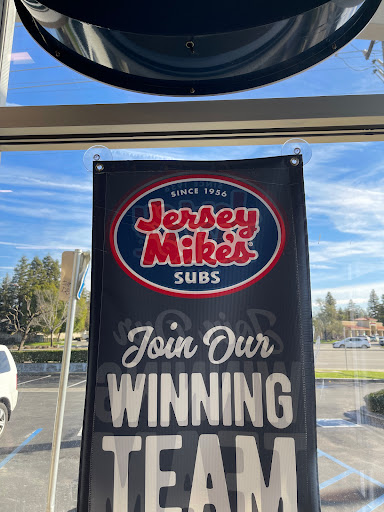 SINCE 1956
Jersey
Mike's
SUBS
Join Our
WINNING
TEAM